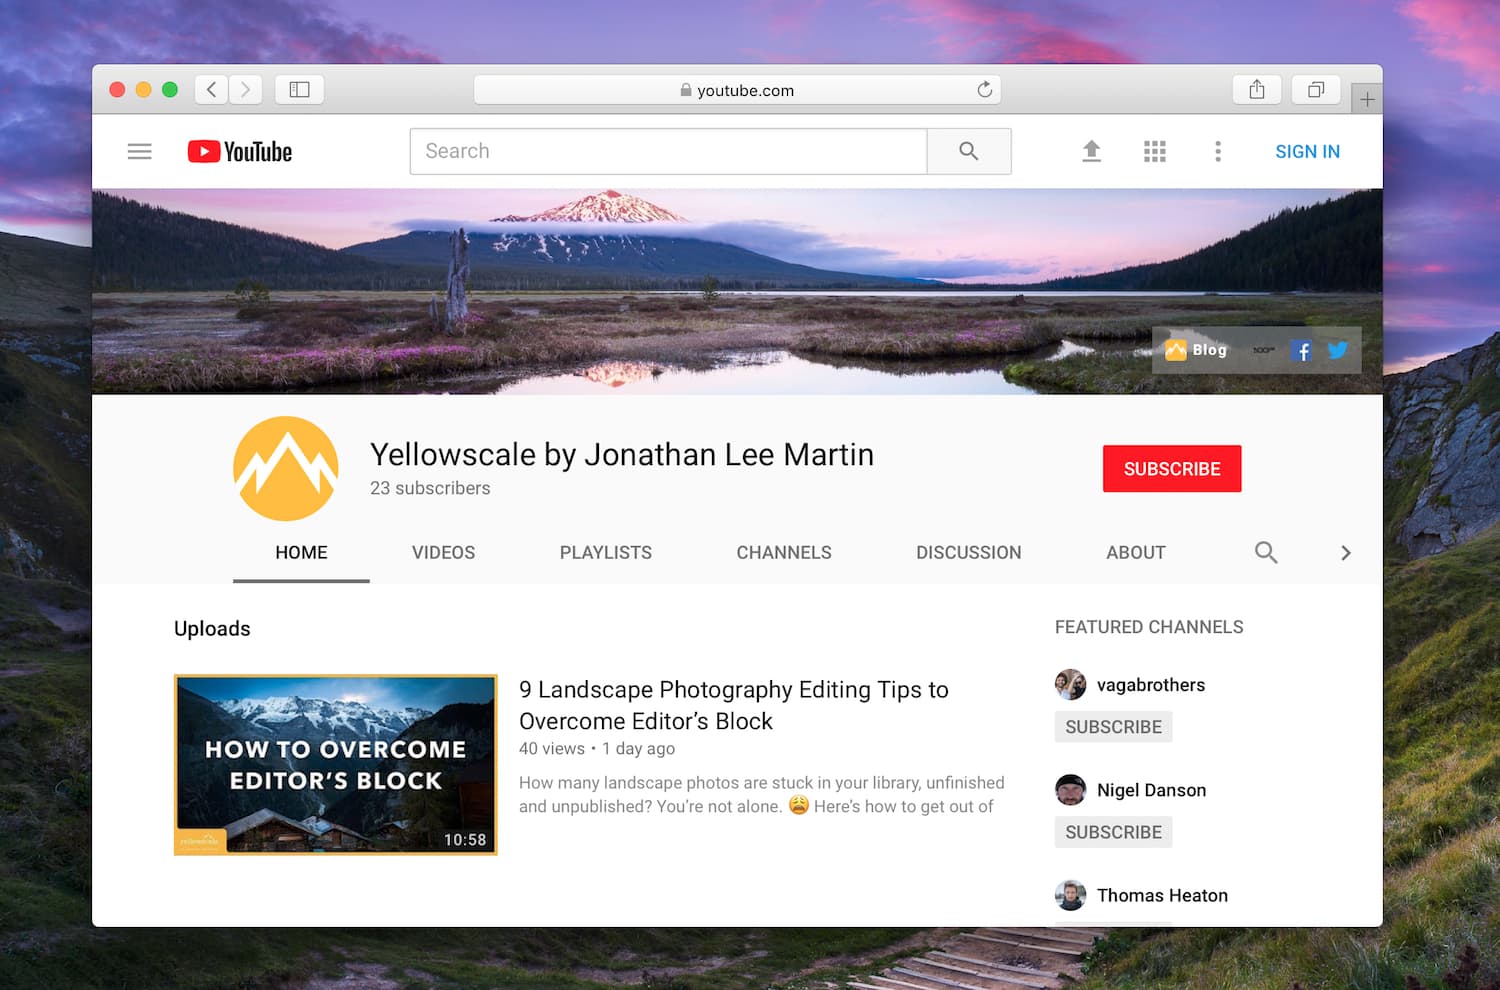 youtube.com
YouTube
Search
SIGN IN
Blog
Yellowscale by Jonathan Lee Martin
23 subscribers
SUBSCRIBE
HOME
VIDEOS
PLAYLISTS
CHANNELS
DISCUSSION
ABOUT
Uploads
HOW TO OVERCOME
EDITOR'S BLOCK
10:58
9 Landscape Photography Editing Tips to
Overcome Editor’s Block
40 views • 1 day ago
How many landscape photos are stuck in your library, unfinished
and unpublished? You’re not alone. 😩 Here’s how to get out of
FEATURED CHANNELS
vagabrothers
SUBSCRIBE
Nigel Danson
SUBSCRIBE
Thomas Heaton